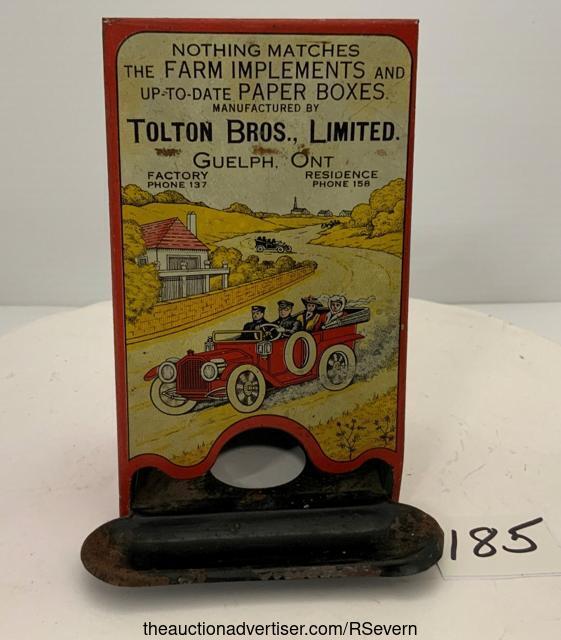 NOTHING MATCHES
THE FARM IMPLEMENTS AND
UP-TO-DATE PAPER BOXES.
MANUFACTURED BY
TOLTON BROS., LIMITED.
GUELPH, ONT
FACTORY
PHONE 137
RESIDENCE
PHONE 158
185
theauctionadvertiser.com/RSevern